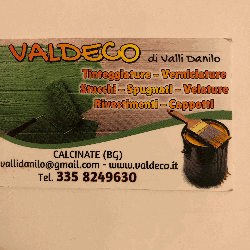 VALDECO di Valli Danilo
Tinteggiature - Verniciature
Stucchi - Spugnati - Velature
Rivestimenti - Cappotti
CALCINATE (BG)
vallidanilo@gmail.com - www.valdeco.it
Tel. 335 8249630